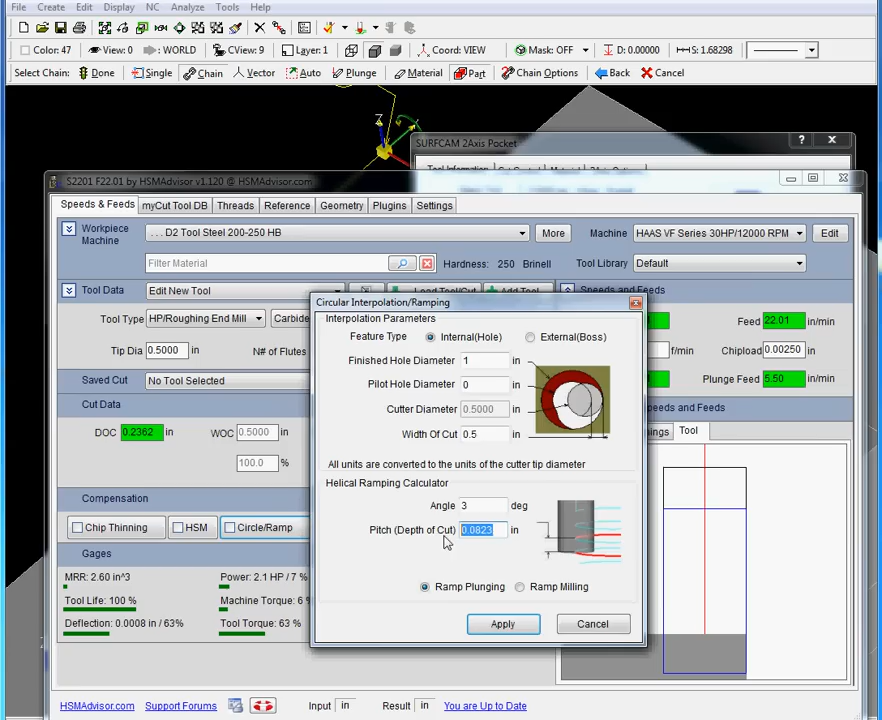 File Create Edit Display NC Analyze Tools Help
Color: 47 View: 0 : WORLD CView: 9 Layer: 1 Coord: VIEW Mask: OFF D: 0.00000 S: 1.68298
Select Chain: Done Single Chain Vector Auto Plunge Material Part Chain Options Back Cancel
Z
SURFCAM 2Axis Pocket
S2201 F22.01 by HSMAdvisor v1.120 @ HSMAdvisor.com
Speeds & Feeds myCut Tool DB Threads Reference Geometry Plugins Settings
Workpiece
Machine
... D2 Tool Steel 200-250 HB More Machine HAAS VF Series 30HP/12000 RPM Edit
Filter Material Hardness: 250 Brinell Tool Library Default
Tool Data Edit New Tool Load Tool/Cut Add Tool Speeds and Feeds
Tool Type HP/Roughing End Mill Carbide Feed 22.01 in/min
Tip Dia 0.5000 in N# of Flutes f/min Chipload 0.00250 in
Saved Cut No Tool Selected Plunge Feed 5.50 in/min
Cut Data
DOC 0.2362 in WOC 0.5000 in Tool
100.0 %
Compensation
Chip Thinning HSM Circle/Ramp
Gages
MRR: 2.60 in^3 Power: 2.1 HP / 7 %
Tool Life: 100 % Machine Torque: 6 %
Deflection: 0.0008 in / 63% Tool Torque: 63 %
Circular Interpolation/Ramping
Interpolation Parameters
Feature Type Internal(Hole) External(Boss)
Finished Hole Diameter 1 in
Pilot Hole Diameter 0 in
Cutter Diameter 0.5000 in
Width Of Cut 0.5 in
All units are converted to the units of the cutter tip diameter
Helical Ramping Calculator
Angle 3 deg
Pitch (Depth of Cut) 0.0823 in
Ramp Plunging Ramp Milling
Apply Cancel
HSMAdvisor.com Support Forums Input in Result in You are Up to Date